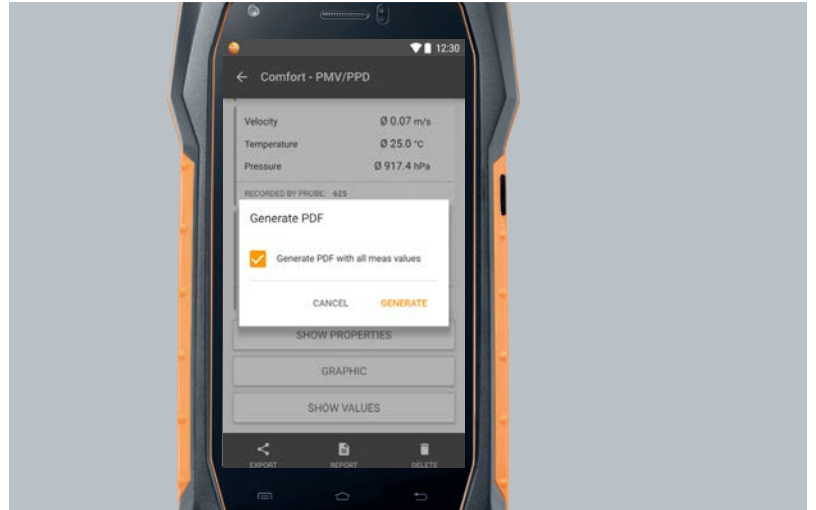 12:30
Comfort - PMV/PPD
Velocity Ø 0.07 m/s
Temperature Ø 25.0 °C
Pressure Ø 917.4 hPa
RECORDED BY PROBE. 625
Generate PDF
Generate PDF with all meas values
CANCEL GENERATE
SHOW PROPERTIES
GRAPHIC
SHOW VALUES
EXPORT REPORT DELETE